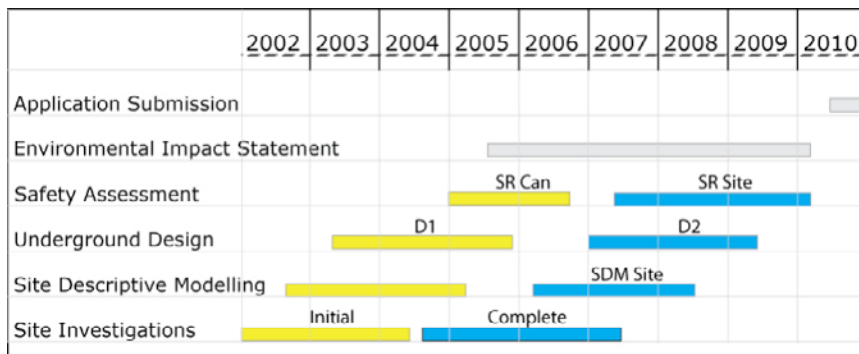 2002 2003 2004 2005 2006 2007 2008 2009 2010
Application Submission
Environmental Impact Statement
Safety Assessment SR Can SR Site
Underground Design D1 D2
Site Descriptive Modelling SDM Site
Site Investigations Initial Complete